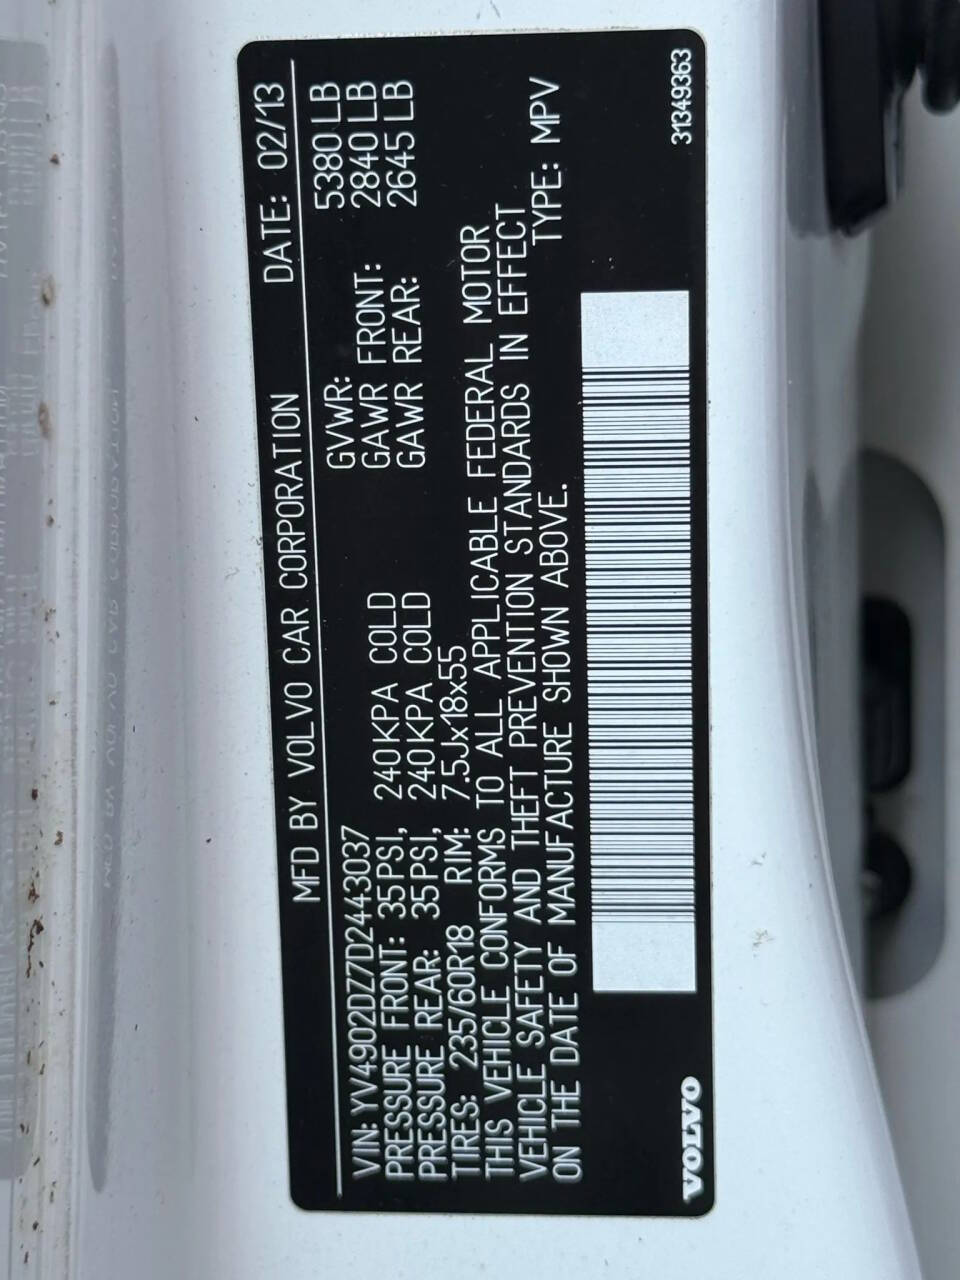 MFD BY VOLVO CAR CORPORATION DATE: 02/13
VIN: YV4902DZ7D2443037 GVWR: 5380 LB
PRESSURE FRONT: 35PSI, 240KPA COLD GAWR FRONT: 2840 LB
PRESSURE REAR: 35PSI, 240KPA COLD GAWR REAR: 2645 LB
TIRES: 235/60R18 RIM: 7.5Jx18x55
THIS VEHICLE CONFORMS TO ALL APPLICABLE FEDERAL MOTOR
VEHICLE SAFETY AND THEFT PREVENTION STANDARDS IN EFFECT
ON THE DATE OF MANUFACTURE SHOWN ABOVE. TYPE: MPV
VOLVO 31349363